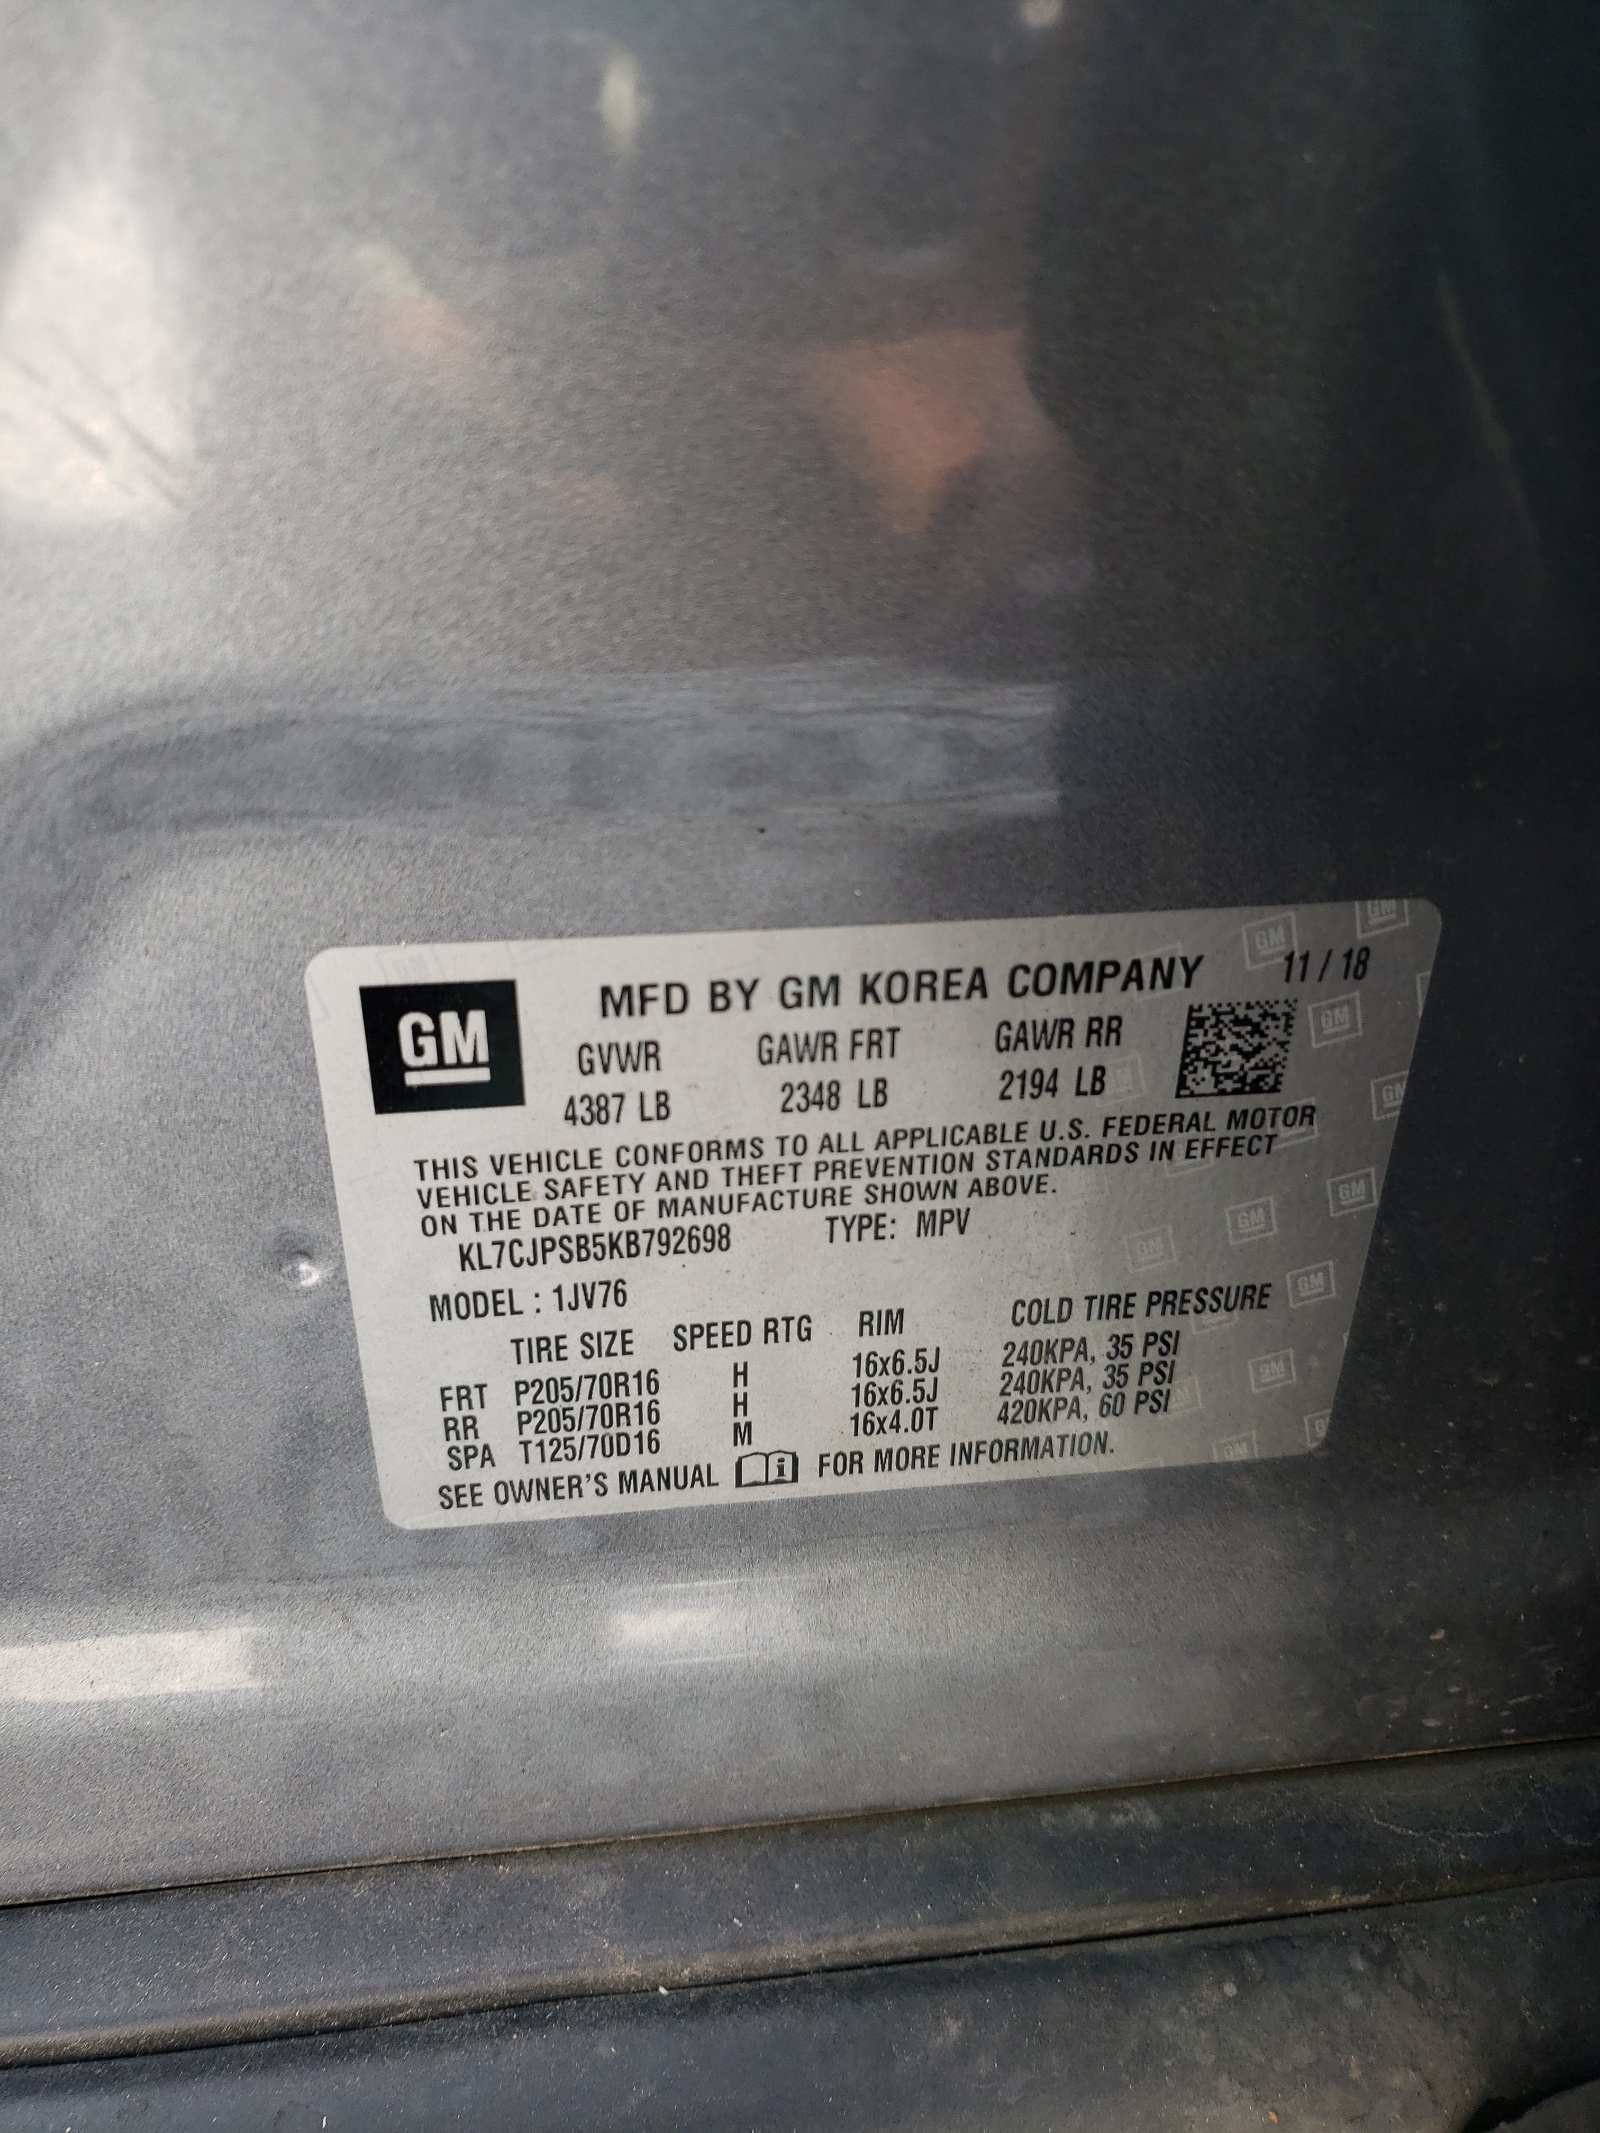 GM MFD BY GM KOREA COMPANY 11 / 18
GVWR GAWR FRT GAWR RR
4387 LB 2348 LB 2194 LB
THIS VEHICLE CONFORMS TO ALL APPLICABLE U.S. FEDERAL MOTOR
VEHICLE SAFETY AND THEFT PREVENTION STANDARDS IN EFFECT
ON THE DATE OF MANUFACTURE SHOWN ABOVE.
KL7CJPSB5KB792698 TYPE: MPV
MODEL : 1JV76
TIRE SIZE SPEED RTG RIM COLD TIRE PRESSURE
FRT P205/70R16 H 16x6.5J 240KPA, 35 PSI
RR P205/70R16 H 16x6.5J 240KPA, 35 PSI
SPA T125/70D16 M 16x4.0T 420KPA, 60 PSI
SEE OWNER'S MANUAL i FOR MORE INFORMATION.